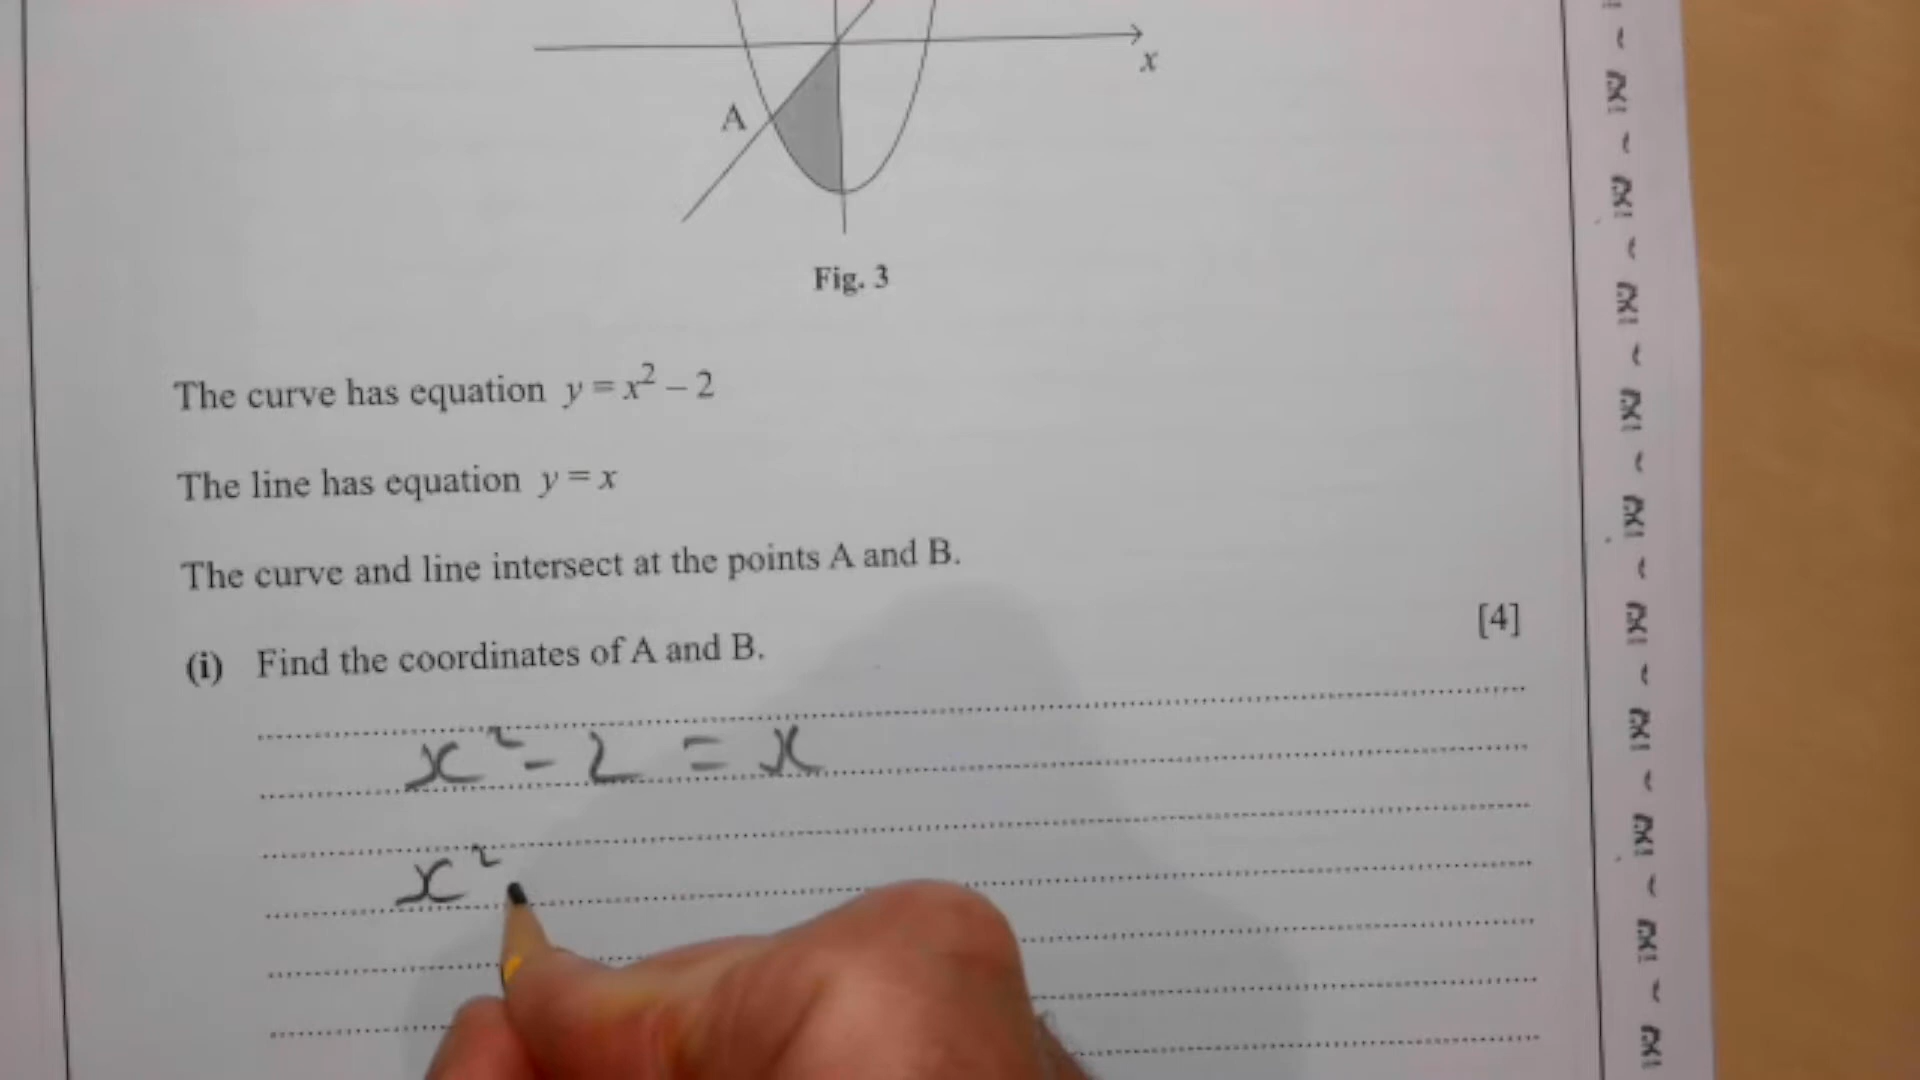 x
A
Fig. 3
The curve has equation y = x² – 2
The line has equation y = x
The curve and line intersect at the points A and B.
[4]
(i) Find the coordinates of A and B.
x² - 2 = x
x²